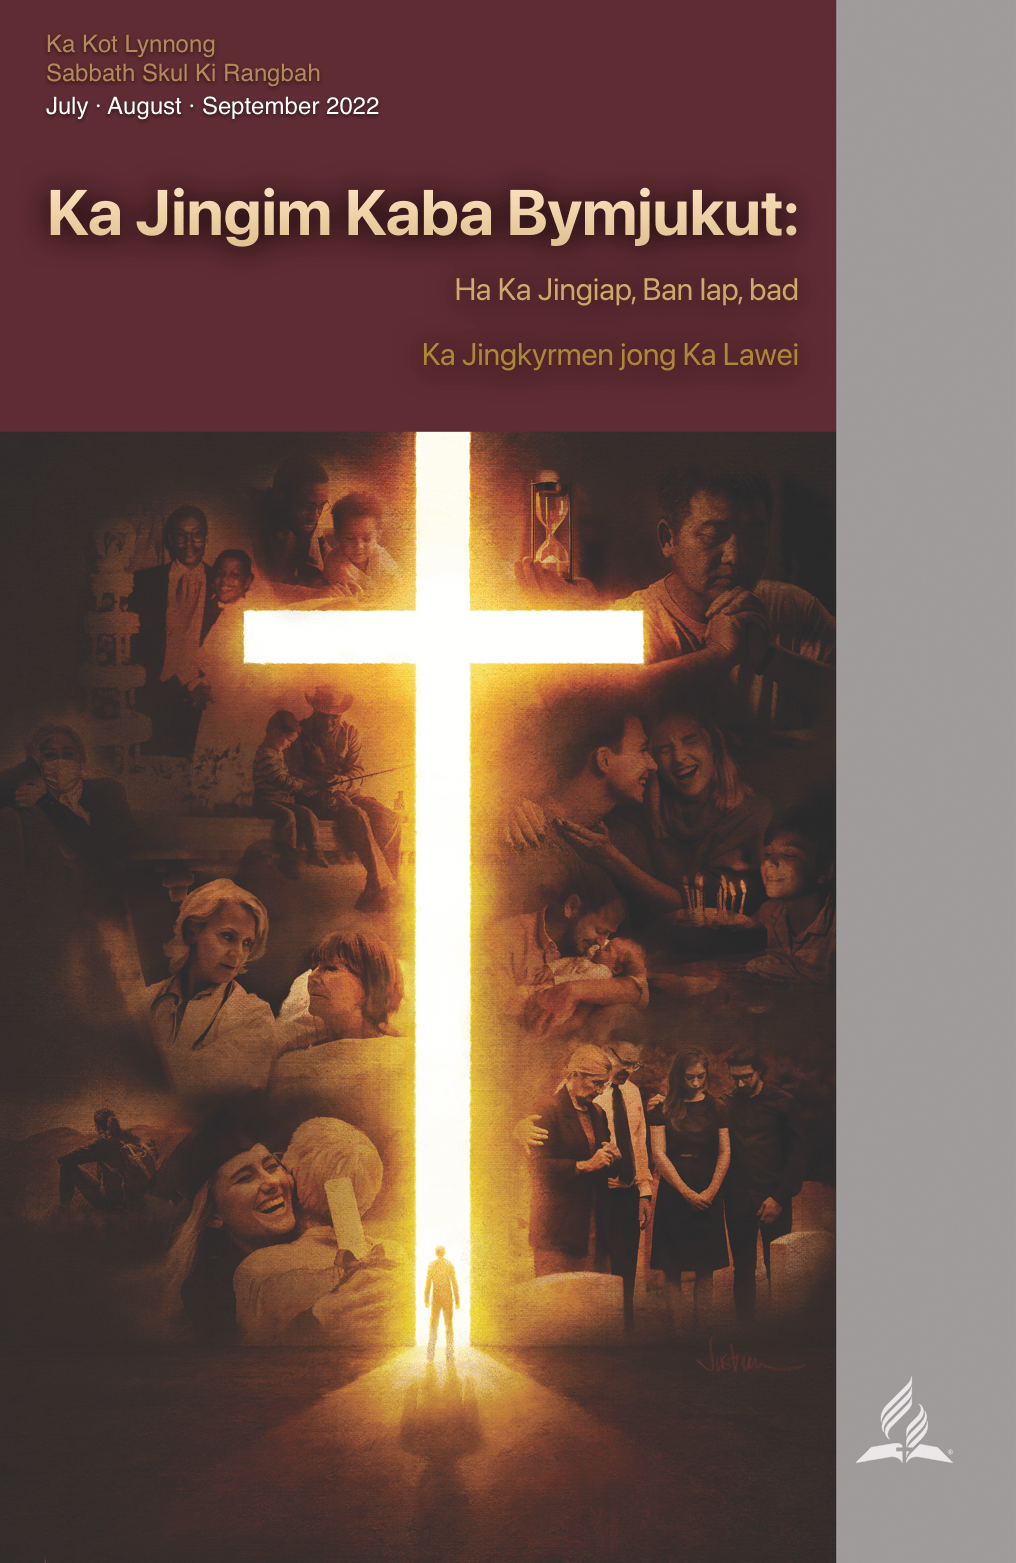 Ka Kot Lynnong
Sabbath Skul Ki Rangbah
July · August · September 2022
Ka Jingim Kaba Bymjukut:
Ha Ka Jingiap, Ban Iap, bad
Ka Jingkyrmen jong Ka Lawei